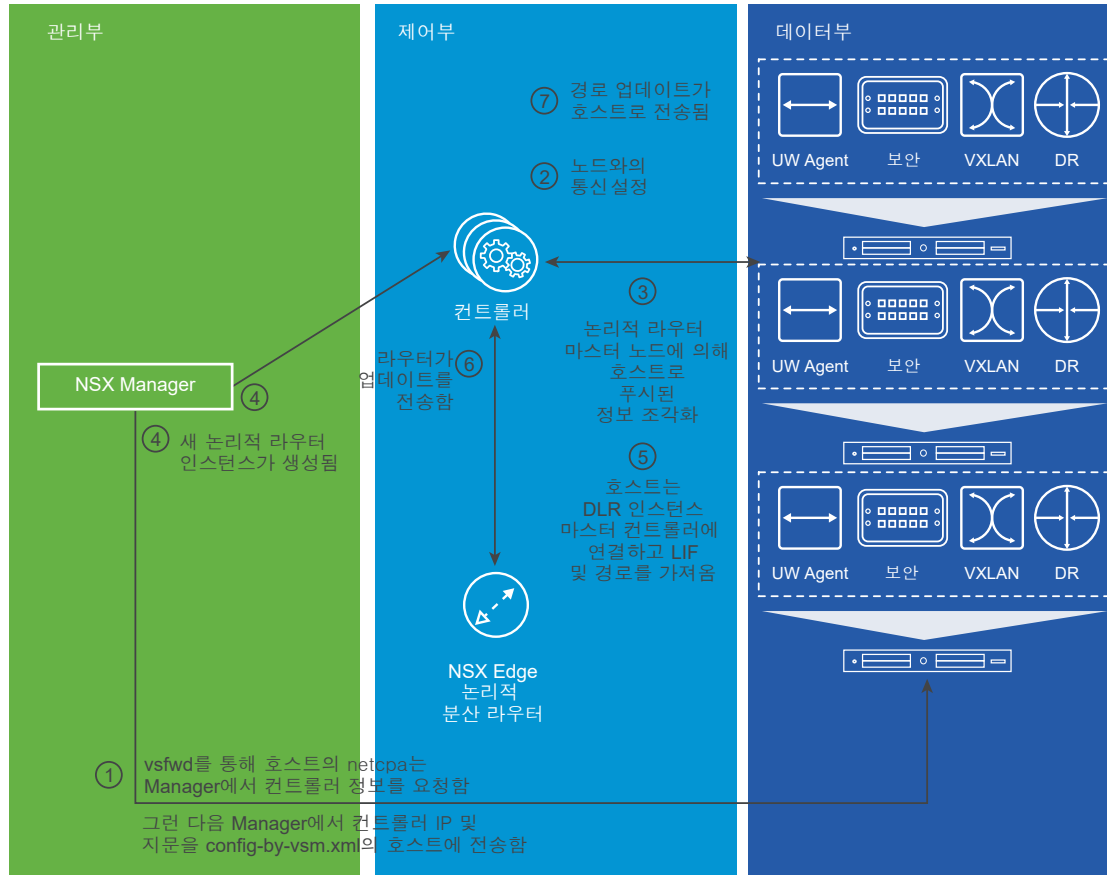 관리부
NSX Manager
④
④
새 논리적 라우터
인스턴스가 생성됨
①
vsfwd를 통해 호스트의 netcpa는
Manager에서 컨트롤러 정보를 요청함
그런 다음 Manager에서 컨트롤러 IP 및
지문을 config-by-vsm.xml의 호스트에 전송함
제어부
⑦
경로 업데이트가
호스트로 전송됨
②
노드와의
통신 설정
컨트롤러
③
논리적 라우터
마스터 노드에 의해
호스트로
푸시된
정보 조각화
⑥
라우터가
업데이트를
전송함
⑤
호스트는
DLR 인스턴스
마스터 컨트롤러에
연결하고 LIF
및 경로를 가져옴
NSX Edge
논리적
분산 라우터
데이터부
UW Agent 보안 VXLAN DR
UW Agent 보안 VXLAN DR
UW Agent 보안 VXLAN DR